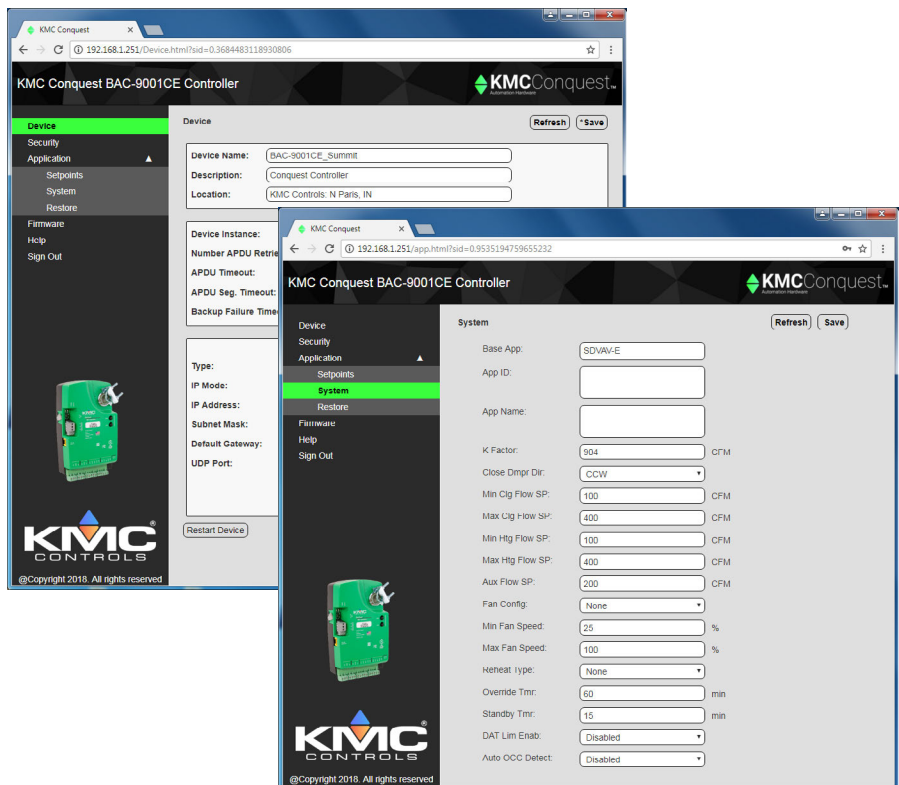 KMC Conquest
192.168.1.251/Device.html?sid=0.3684483118930806
KMC Conquest BAC-9001CE Controller
KMCConquest™
Automation Hardware
Device
Security
Application
Setpoints
System
Restore
Firmware
Help
Sign Out
Device
Refresh
*Save
Device Name: BAC-9001CE_Summit
Description: Conquest Controller
Location: KMC Controls: N Paris, IN
Device Instance:
Number APDU Retrie
APDU Timeout:
APDU Seg. Timeout:
Backup Failure Time
Type:
IP Mode:
IP Address:
Subnet Mask:
Default Gateway:
UDP Port:
Restart Device
KMC®
CONTROLS
@Copyright 2018. All rights reserved
KMC Conquest
192.168.1.251/app.html?sid=0.9535194759655232
KMC Conquest BAC-9001CE Controller
KMCConquest™
Automation Hardware
Device
Security
Application
Setpoints
System
Restore
Firmware
Help
Sign Out
System
Refresh
Save
Base App: SDVAV-E
App ID:
App Name:
K Factor: 904 CFM
Close Dmpr Dir: CCW
Min Clg Flow SP: 100 CFM
Max Clg Flow SP: 400 CFM
Min Htg Flow SP: 100 CFM
Max Htg Flow SP: 400 CFM
Aux Flow SP: 200 CFM
Fan Config: None
Min Fan Speed: 25 %
Max Fan Speed: 100 %
Reheat Type: None
Override Tmr: 60 min
Standby Tmr: 15 min
DAT Lim Enab: Disabled
Auto OCC Detect: Disabled
KMC®
CONTROLS
@Copyright 2018. All rights reserved